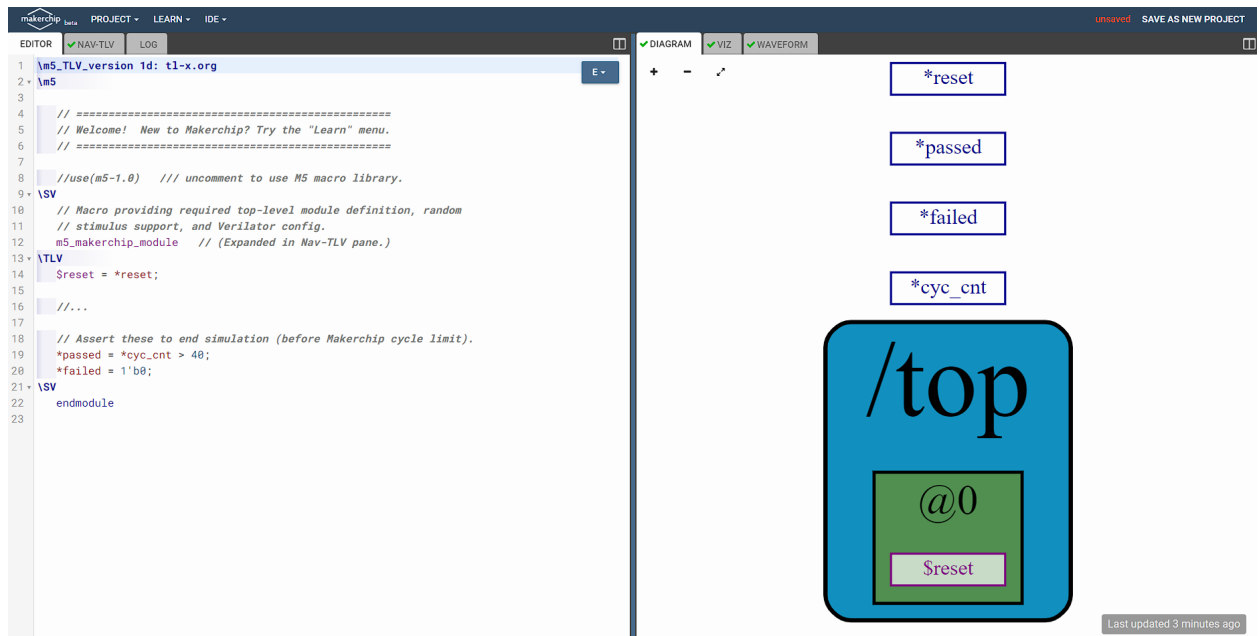 makerchip beta PROJECT LEARN IDE unsaved SAVE AS NEW PROJECT
EDITOR NAV-TLV LOG
1 \m5_TLV_version 1d: tl-x.org
2 \m5
3
4 // =================================================
5 // Welcome!  New to Makerchip? Try the "Learn" menu.
6 // =================================================
7
8 //use(m5-1.0)   /// uncomment to use M5 macro library.
9 \SV
10 // Macro providing required top-level module definition, random
11 // stimulus support, and Verilator config.
12 m5_makerchip_module   // (Expanded in Nav-TLV pane.)
13 \TLV
14 $reset = *reset;
15
16 //...
17
18 // Assert these to end simulation (before Makerchip cycle limit).
19 *passed = *cyc_cnt > 40;
20 *failed = 1'b0;
21 \SV
22 endmodule
23
E
DIAGRAM VIZ WAVEFORM
+ -
*reset
*passed
*failed
*cyc_cnt
/top
@0
$reset
Last updated 3 minutes ago